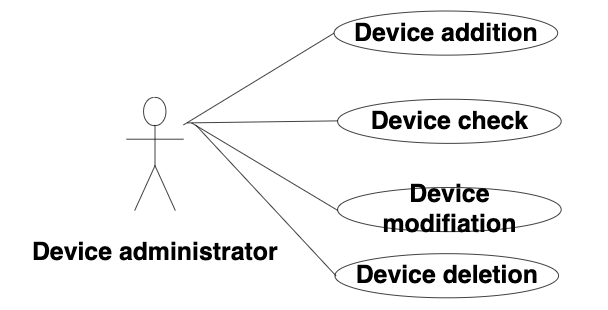 Device addition
Device check
Device
modifiation
Device administrator
Device deletion